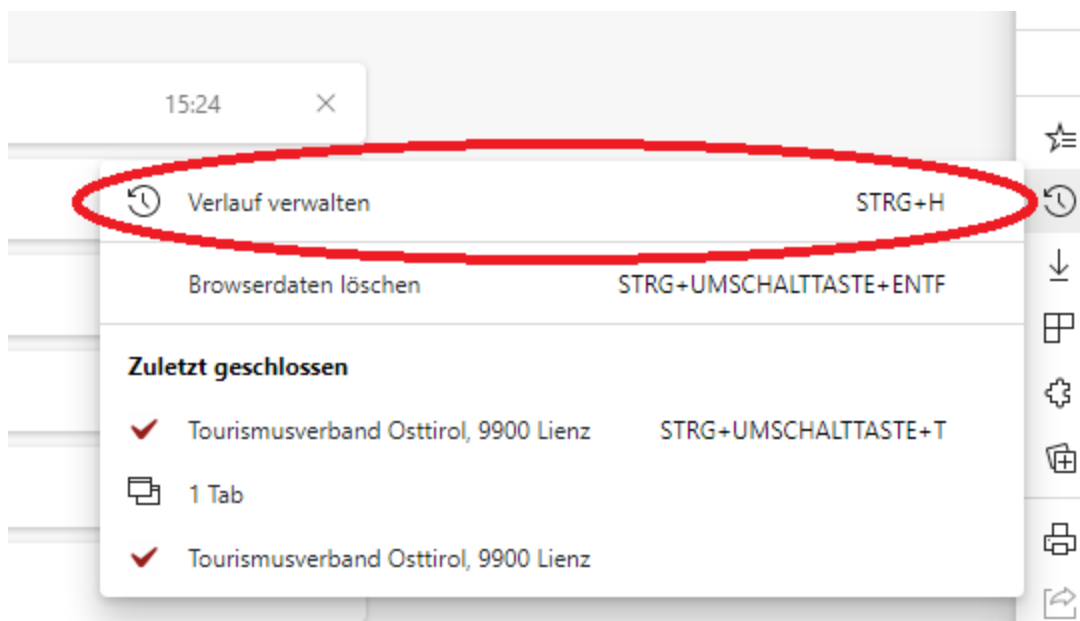 15:24
Verlauf verwalten STRG+H
Browserdaten löschen STRG+UMSCHALTTASTE+ENTF
Zuletzt geschlossen
Tourismusverband Osttirol, 9900 Lienz STRG+UMSCHALTTASTE+T
1 Tab
Tourismusverband Osttirol, 9900 Lienz